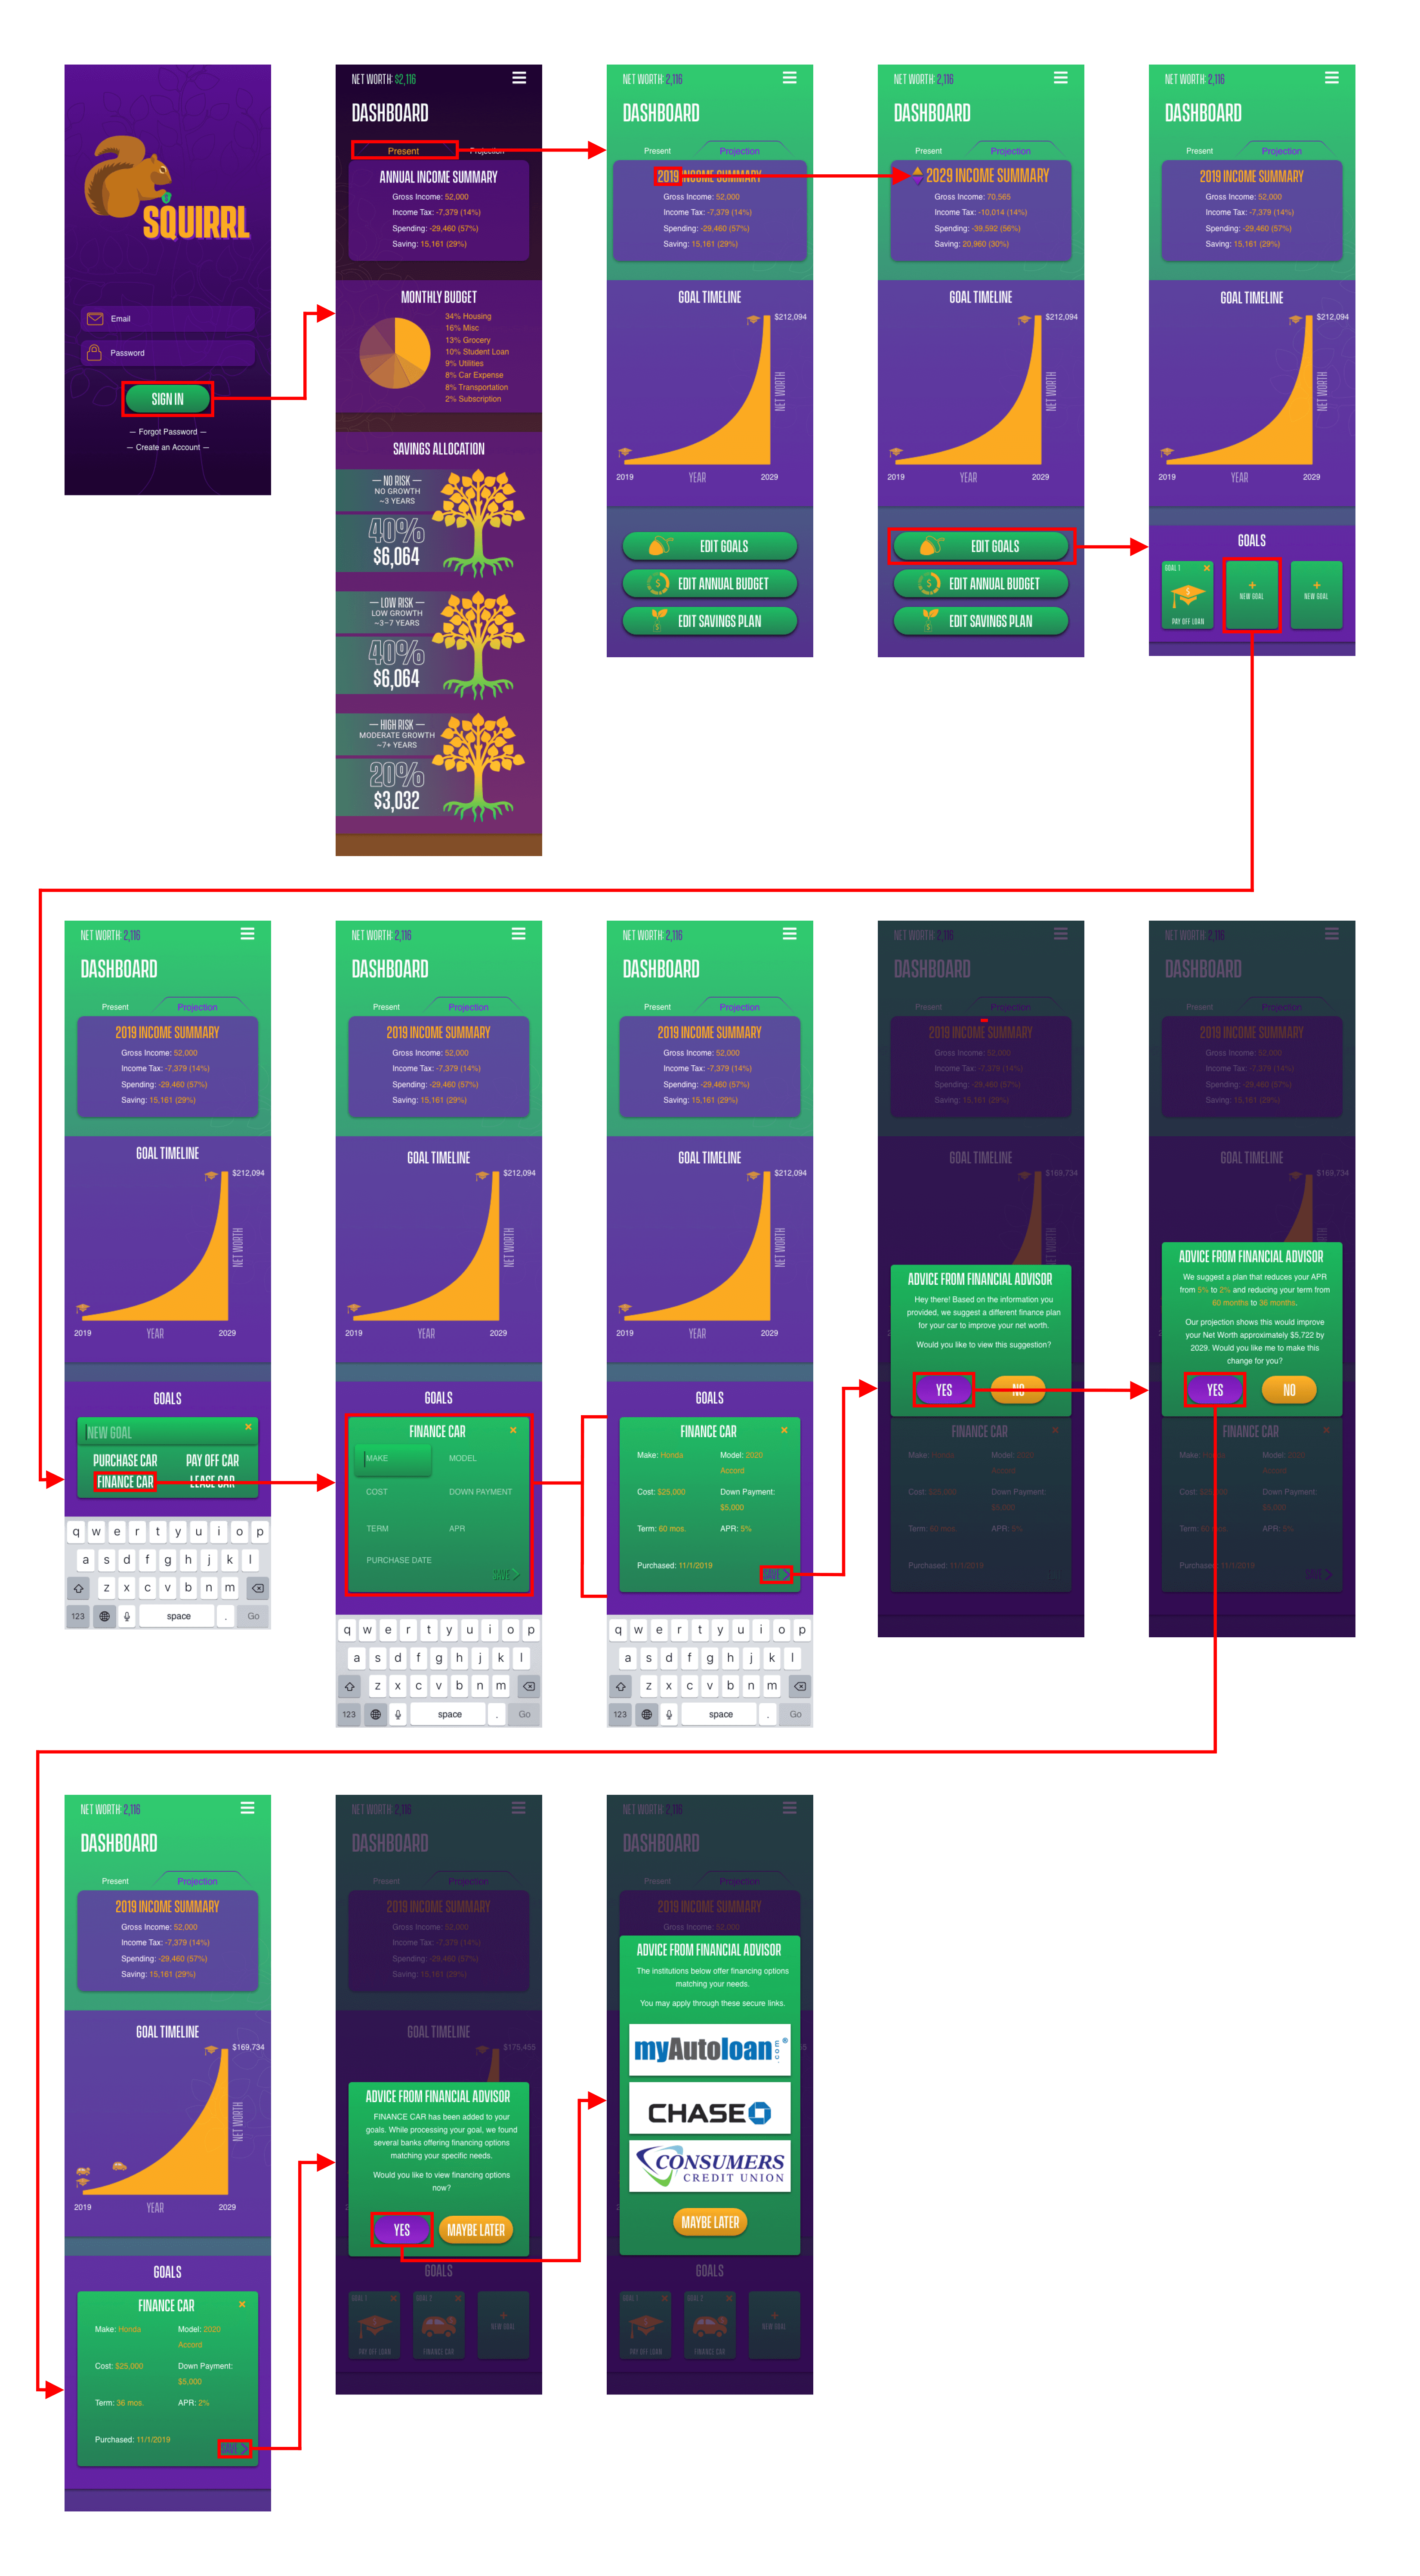 SQUIRRL
Email
Password
SIGN IN
— Forgot Password —
— Create an Account —
NET WORTH: $2,116
DASHBOARD
Present
Projection
ANNUAL INCOME SUMMARY
Gross Income: 52,000
Income Tax: -7,379 (14%)
Spending: -29,460 (57%)
Saving: 15,161 (29%)
MONTHLY BUDGET
34% Housing
16% Misc
13% Grocery
10% Student Loan
9% Utilities
8% Car Expense
8% Transportation
2% Subscription
SAVINGS ALLOCATION
— NO RISK —
NO GROWTH
~3 YEARS
40%
$6,064
— LOW RISK —
LOW GROWTH
~3–7 YEARS
40%
$6,064
— HIGH RISK —
MODERATE GROWTH
~7+ YEARS
20%
$3,032
NET WORTH: 2,116
DASHBOARD
Present
Projection
2019 INCOME SUMMARY
Gross Income: 52,000
Income Tax: -7,379 (14%)
Spending: -29,460 (57%)
Saving: 15,161 (29%)
GOAL TIMELINE
$212,094
NET WORTH
2019
YEAR
2029
EDIT GOALS
EDIT ANNUAL BUDGET
EDIT SAVINGS PLAN
NET WORTH: 2,116
DASHBOARD
Present
Projection
2029 INCOME SUMMARY
Gross Income: 70,565
Income Tax: -10,014 (14%)
Spending: -39,592 (56%)
Saving: 20,960 (30%)
GOAL TIMELINE
$212,094
NET WORTH
2019
YEAR
2029
EDIT GOALS
EDIT ANNUAL BUDGET
EDIT SAVINGS PLAN
NET WORTH: 2,116
DASHBOARD
Present
Projection
2019 INCOME SUMMARY
Gross Income: 52,000
Income Tax: -7,379 (14%)
Spending: -29,460 (57%)
Saving: 15,161 (29%)
GOAL TIMELINE
$212,094
NET WORTH
2019
YEAR
2029
GOALS
GOAL 1
PAY OFF LOAN
NEW GOAL
NEW GOAL
NET WORTH: 2,116
DASHBOARD
Present
Projection
2019 INCOME SUMMARY
Gross Income: 52,000
Income Tax: -7,379 (14%)
Spending: -29,460 (57%)
Saving: 15,161 (29%)
GOAL TIMELINE
$212,094
NET WORTH
2019
YEAR
2029
GOALS
NEW GOAL
PURCHASE CAR
PAY OFF CAR
FINANCE CAR
LEASE CAR
q w e r t y u i o p
a s d f g h j k l
z x c v b n m
123
space
.
Go
NET WORTH: 2,116
DASHBOARD
Present
Projection
2019 INCOME SUMMARY
Gross Income: 52,000
Income Tax: -7,379 (14%)
Spending: -29,460 (57%)
Saving: 15,161 (29%)
GOAL TIMELINE
$212,094
NET WORTH
2019
YEAR
2029
GOALS
FINANCE CAR
MAKE
MODEL
COST
DOWN PAYMENT
TERM
APR
PURCHASE DATE
SAVE
q w e r t y u i o p
a s d f g h j k l
z x c v b n m
123
space
.
Go
NET WORTH: 2,116
DASHBOARD
Present
Projection
2019 INCOME SUMMARY
Gross Income: 52,000
Income Tax: -7,379 (14%)
Spending: -29,460 (57%)
Saving: 15,161 (29%)
GOAL TIMELINE
$212,094
NET WORTH
2019
YEAR
2029
GOALS
FINANCE CAR
Make: Honda
Model: 2020
Accord
Cost: $25,000
Down Payment:
$5,000
Term: 60 mos.
APR: 5%
Purchased: 11/1/2019
SAVE
q w e r t y u i o p
a s d f g h j k l
z x c v b n m
123
space
.
Go
NET WORTH: 2,116
DASHBOARD
Present
Projection
2019 INCOME SUMMARY
Gross Income: 52,000
Income Tax: -7,379 (14%)
Spending: -29,460 (57%)
Saving: 15,161 (29%)
GOAL TIMELINE
$169,734
ADVICE FROM FINANCIAL ADVISOR
Hey there! Based on the information you
provided, we suggest a different finance plan
for your car to improve your net worth.
Would you like to view this suggestion?
YES
NO
FINANCE CAR
Make: Honda
Model: 2020
Accord
Cost: $25,000
Down Payment:
$5,000
Term: 60 mos.
APR: 5%
Purchased: 11/1/2019
NET WORTH: 2,116
DASHBOARD
Present
Projection
2019 INCOME SUMMARY
Gross Income: 52,000
Income Tax: -7,379 (14%)
Spending: -29,460 (57%)
Saving: 15,161 (29%)
GOAL TIMELINE
$169,734
ADVICE FROM FINANCIAL ADVISOR
We suggest a plan that reduces your APR
from 5% to 2% and reducing your term from
60 months to 36 months.
Our projection shows this would improve
your Net Worth approximately $5,722 by
2029. Would you like me to make this
change for you?
YES
NO
FINANCE CAR
Make:
Model: 2020
Accord
Cost:
Down Payment:
$5,000
Term: 60 mos.
APR: 5%
Purchased: 11/1/2019
SAVE
NET WORTH: 2,116
DASHBOARD
Present
Projection
2019 INCOME SUMMARY
Gross Income: 52,000
Income Tax: -7,379 (14%)
Spending: -29,460 (57%)
Saving: 15,161 (29%)
GOAL TIMELINE
$169,734
NET WORTH
2019
YEAR
2029
GOALS
FINANCE CAR
Make: Honda
Model: 2020
Accord
Cost: $25,000
Down Payment:
$5,000
Term: 36 mos.
APR: 2%
Purchased: 11/1/2019
SAVE
NET WORTH: 2,116
DASHBOARD
Present
Projection
2019 INCOME SUMMARY
Gross Income: 52,000
Income Tax: -7,379 (14%)
Spending: -29,460 (57%)
Saving: 15,161 (29%)
GOAL TIMELINE
$175,455
ADVICE FROM FINANCIAL ADVISOR
FINANCE CAR has been added to your
goals. While processing your goal, we found
several banks offering financing options
matching your specific needs.
Would you like to view financing options
now?
YES
MAYBE LATER
GOALS
GOAL 1
PAY OFF LOAN
GOAL 2
FINANCE CAR
NEW GOAL
NET WORTH: 2,116
DASHBOARD
Present
Projection
2019 INCOME SUMMARY
Gross Income: 52,000
ADVICE FROM FINANCIAL ADVISOR
The institutions below offer financing options
matching your needs.
You may apply through these secure links.
myAutoloan.com®
CHASE
CONSUMERS
CREDIT UNION
MAYBE LATER
GOALS
GOAL 1
PAY OFF LOAN
GOAL 2
FINANCE CAR
NEW GOAL